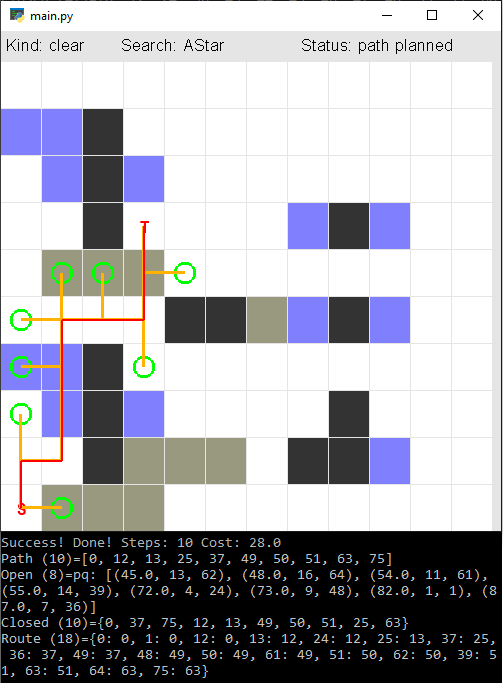 main.py
Kind: clear Search: AStar Status: path planned
T
S
Success! Done! Steps: 10 Cost: 28.0
Path (10)=[0, 12, 13, 25, 37, 49, 50, 51, 63, 75]
Open (8)=pq: [(45.0, 13, 62), (48.0, 16, 64), (54.0, 11, 61),
(55.0, 14, 39), (72.0, 4, 24), (73.0, 9, 48), (82.0, 1, 1), (8
7.0, 7, 36)]
Closed (10)={0, 37, 75, 12, 13, 49, 50, 51, 25, 63}
Route (18)={0: 0, 1: 0, 12: 0, 13: 12, 24: 12, 25: 13, 37: 25,
36: 37, 49: 37, 48: 49, 50: 49, 61: 49, 51: 50, 62: 50, 39: 5
1, 63: 51, 64: 63, 75: 63}